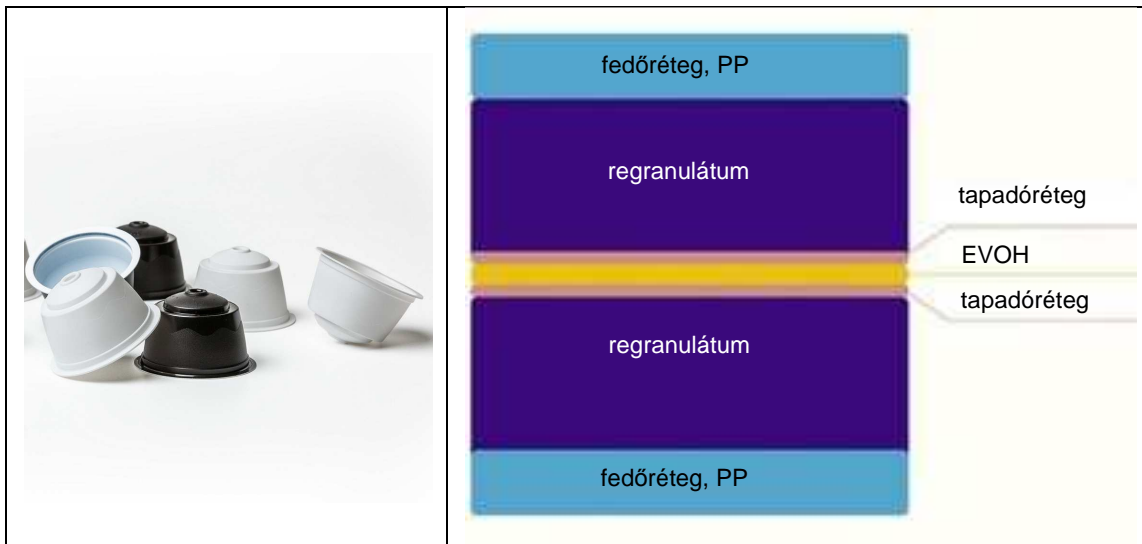 fedőréteg, PP
regranulátum
tapadóréteg
EVOH
tapadóréteg
regranulátum
fedőréteg, PP